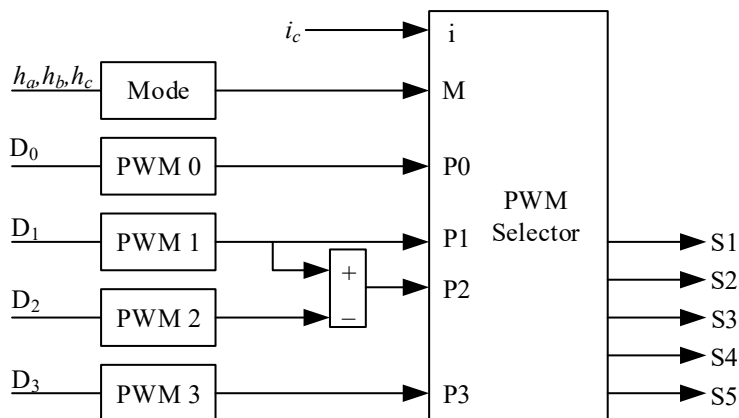 i_c
i
h_a,h_b,h_c
Mode
M
D_0
PWM 0
P0
PWM
Selector
D_1
PWM 1
P1
+
P2
D_2
PWM 2
−
D_3
PWM 3
P3
S1
S2
S3
S4
S5